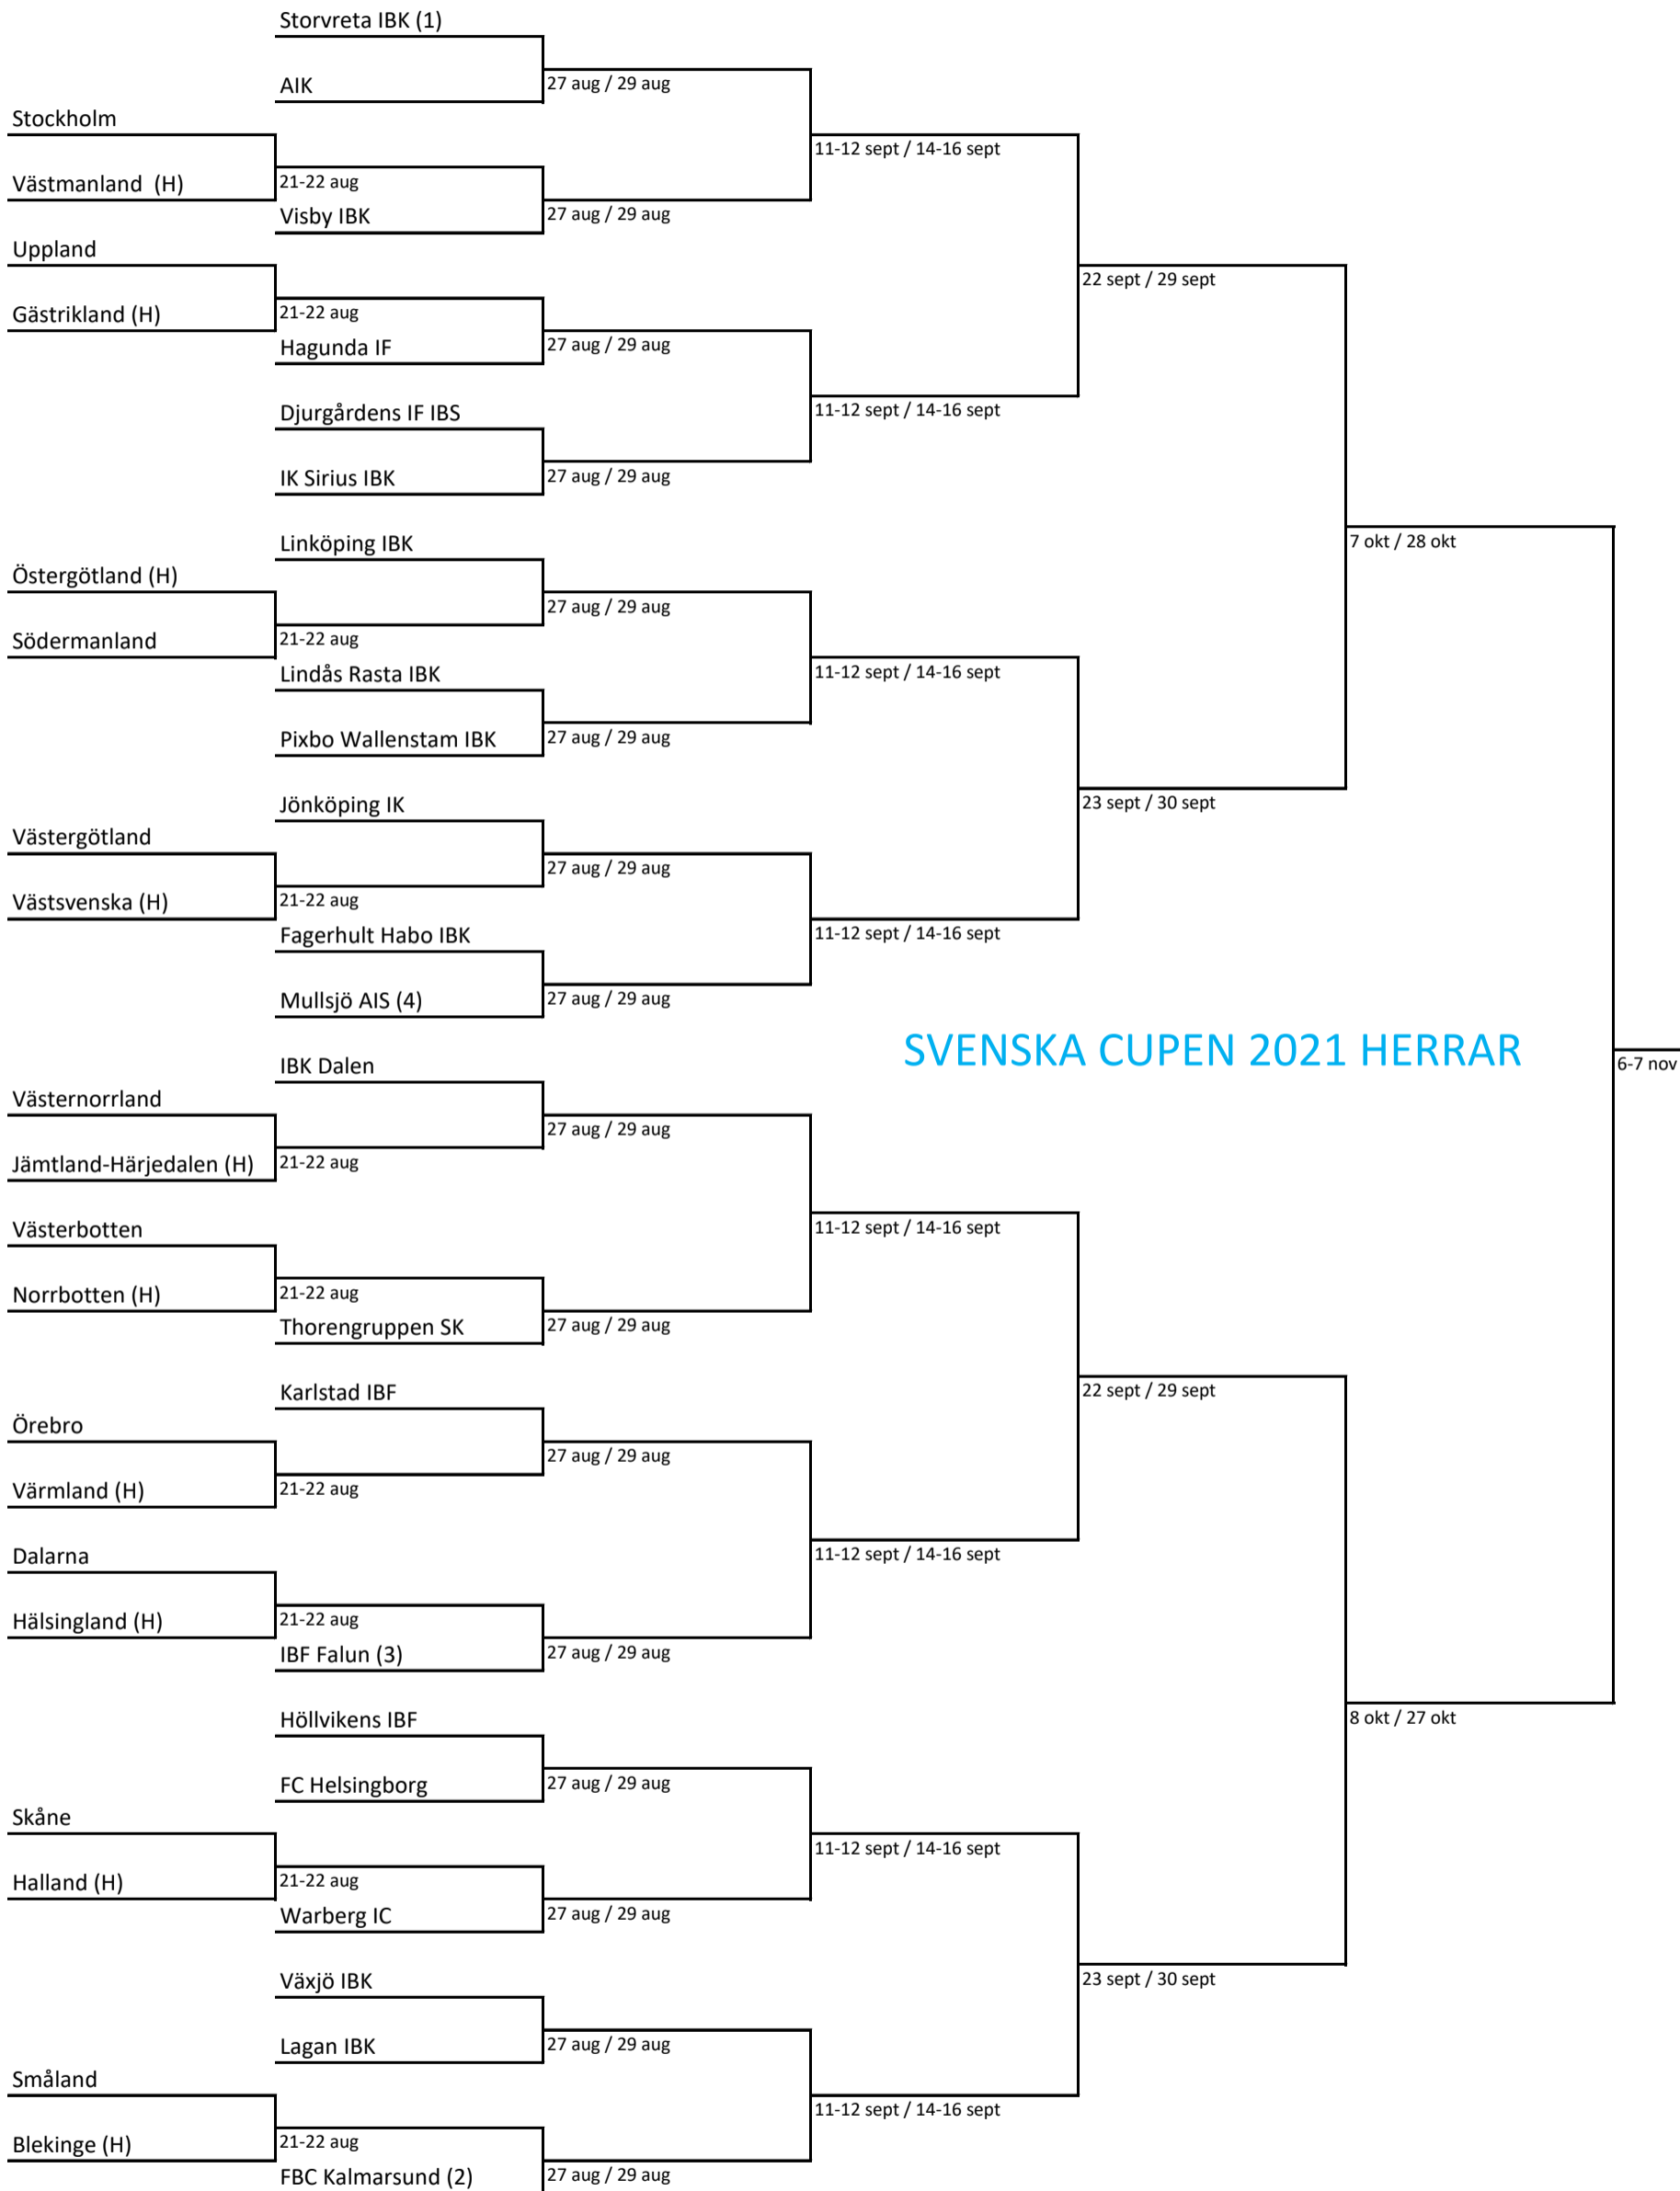 Storvreta IBK (1)
27 aug / 29 aug
AIK
Stockholm
11-12 sept / 14-16 sept
Västmanland  (H)
21-22 aug
Visby IBK
27 aug / 29 aug
Uppland
22 sept / 29 sept
Gästrikland (H)
21-22 aug
Hagunda IF
27 aug / 29 aug
Djurgårdens IF IBS
11-12 sept / 14-16 sept
IK Sirius IBK
27 aug / 29 aug
Linköping IBK
7 okt / 28 okt
Östergötland (H)
27 aug / 29 aug
Södermanland
21-22 aug
Lindås Rasta IBK
11-12 sept / 14-16 sept
Pixbo Wallenstam IBK
27 aug / 29 aug
Jönköping IK
23 sept / 30 sept
Västergötland
27 aug / 29 aug
Västsvenska (H)
21-22 aug
Fagerhult Habo IBK
11-12 sept / 14-16 sept
Mullsjö AIS (4)
27 aug / 29 aug
SVENSKA CUPEN 2021 HERRAR
IBK Dalen
6-7 nov
Västernorrland
27 aug / 29 aug
Jämtland-Härjedalen (H)
21-22 aug
Västerbotten
11-12 sept / 14-16 sept
Norrbotten (H)
21-22 aug
Thorengruppen SK
27 aug / 29 aug
Karlstad IBF
22 sept / 29 sept
Örebro
27 aug / 29 aug
Värmland (H)
21-22 aug
Dalarna
11-12 sept / 14-16 sept
Hälsingland (H)
21-22 aug
IBF Falun (3)
27 aug / 29 aug
Höllvikens IBF
8 okt / 27 okt
FC Helsingborg
27 aug / 29 aug
Skåne
11-12 sept / 14-16 sept
Halland (H)
21-22 aug
Warberg IC
27 aug / 29 aug
Växjö IBK
23 sept / 30 sept
Lagan IBK
27 aug / 29 aug
Småland
11-12 sept / 14-16 sept
Blekinge (H)
21-22 aug
FBC Kalmarsund (2)
27 aug / 29 aug